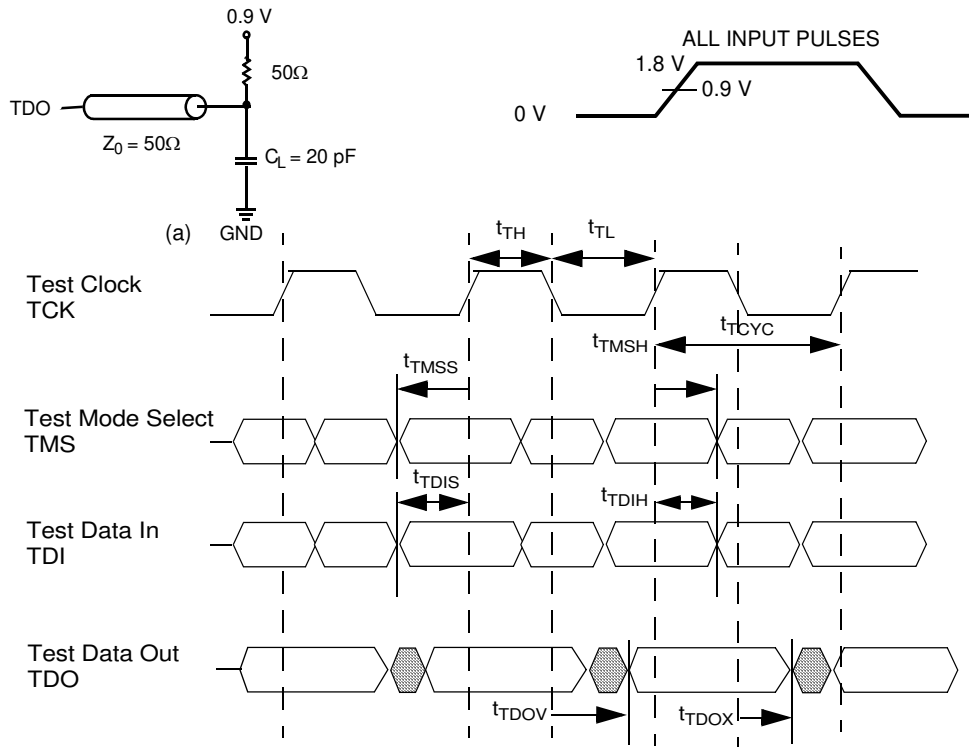 0.9 V
50Ω
TDO
Z0 = 50Ω
CL = 20 pF
(a)
GND
ALL INPUT PULSES
1.8 V
0.9 V
0 V
tTH
tTL
Test Clock
TCK
tTCYC
tTMSH
tTMSS
Test Mode Select
TMS
tTDIS
tTDIH
Test Data In
TDI
Test Data Out
TDO
tTDOV
tTDOX